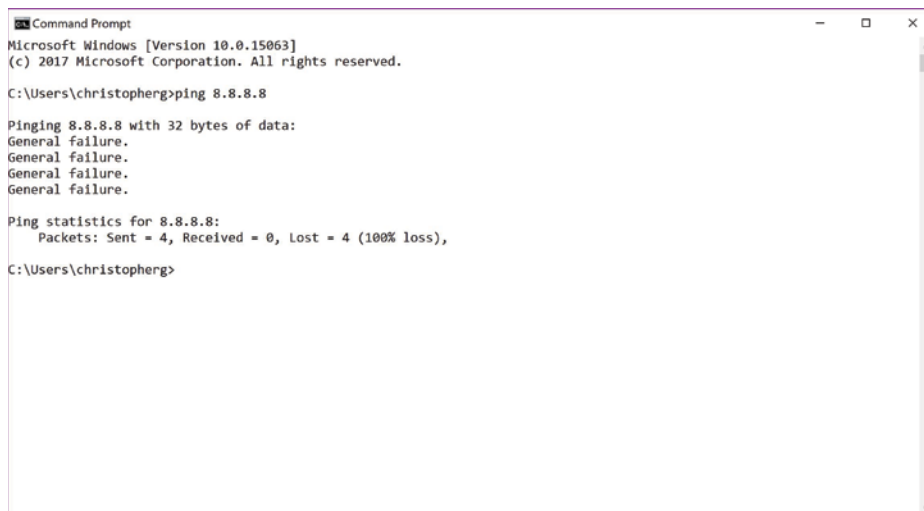 Command Prompt
Microsoft Windows [Version 10.0.15063]
(c) 2017 Microsoft Corporation. All rights reserved.
C:\Users\christopherg>ping 8.8.8.8
Pinging 8.8.8.8 with 32 bytes of data:
General failure.
General failure.
General failure.
General failure.
Ping statistics for 8.8.8.8:
    Packets: Sent = 4, Received = 0, Lost = 4 (100% loss),
C:\Users\christopherg>